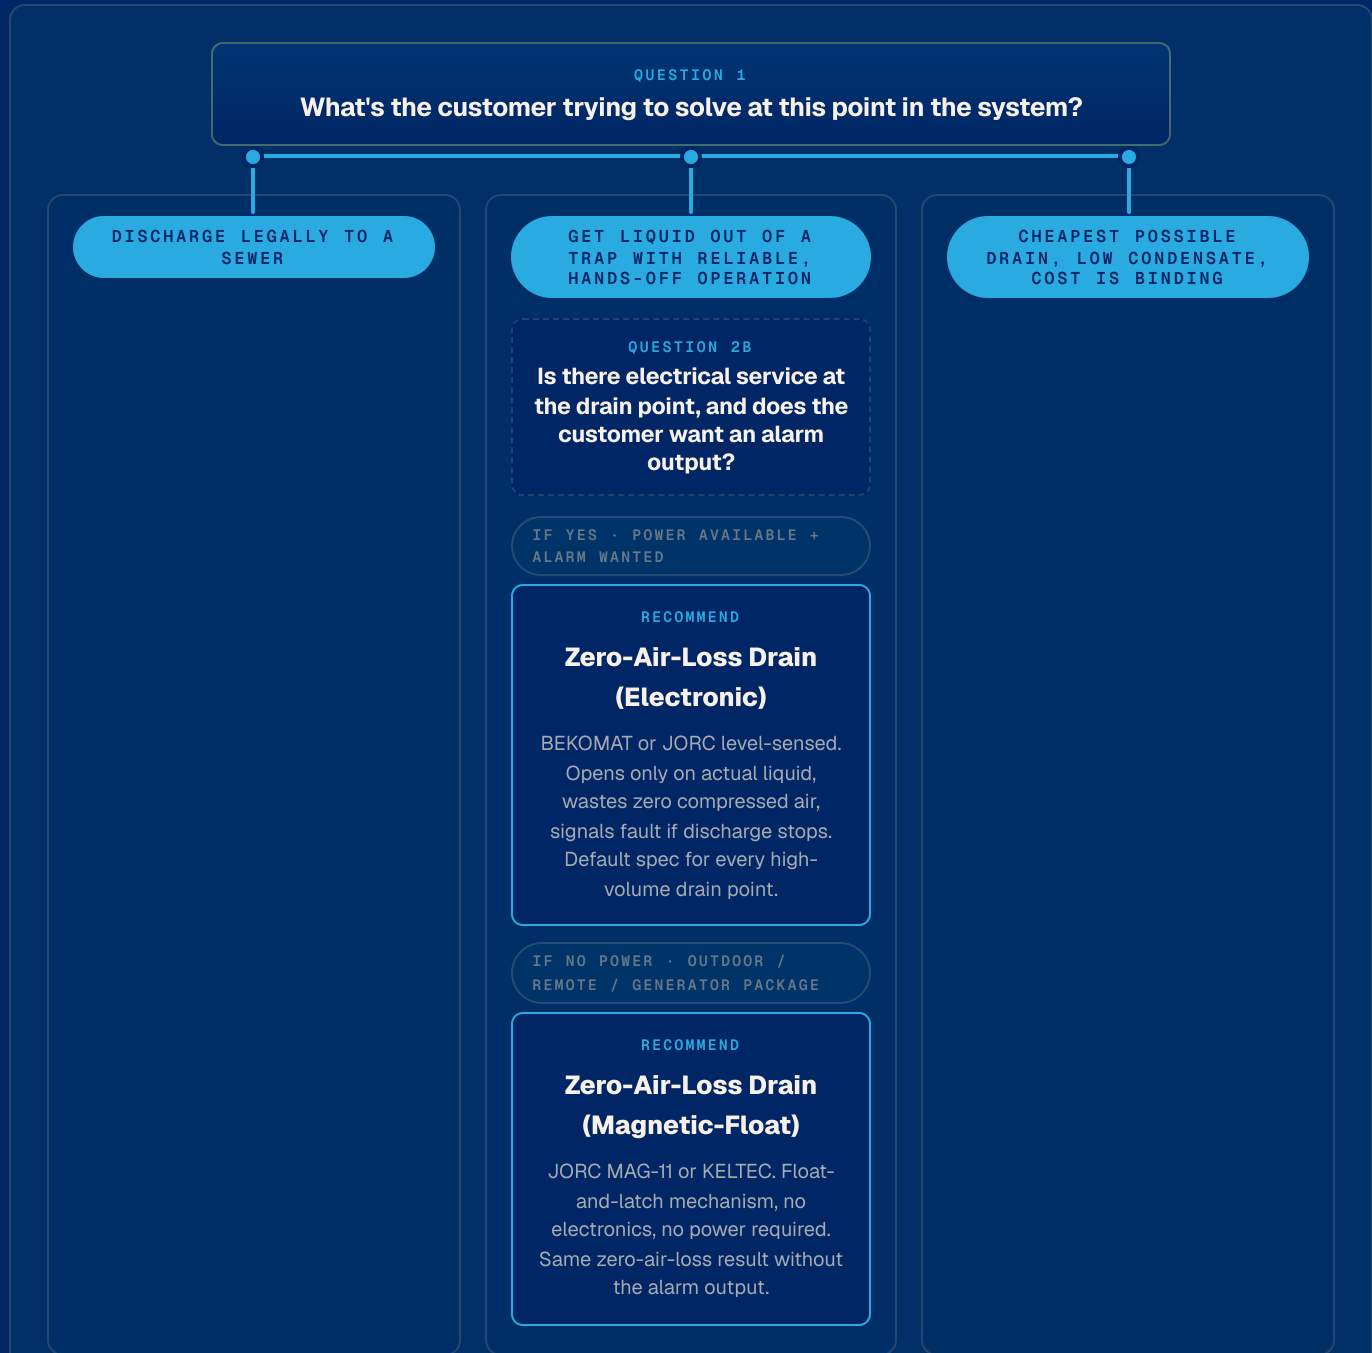 QUESTION 1
What's the customer trying to solve at this point in the system?
DISCHARGE LEGALLY TO A
SEWER
GET LIQUID OUT OF A
TRAP WITH RELIABLE,
HANDS-OFF OPERATION
QUESTION 2B
Is there electrical service at
the drain point, and does the
customer want an alarm
output?
IF YES · POWER AVAILABLE +
ALARM WANTED
RECOMMEND
Zero-Air-Loss Drain
(Electronic)
BEKOMAT or JORC level-sensed.
Opens only on actual liquid,
wastes zero compressed air,
signals fault if discharge stops.
Default spec for every high-
volume drain point.
IF NO POWER · OUTDOOR /
REMOTE / GENERATOR PACKAGE
RECOMMEND
Zero-Air-Loss Drain
(Magnetic-Float)
JORC MAG-11 or KELTEC. Float-
and-latch mechanism, no
electronics, no power required.
Same zero-air-loss result without
the alarm output.
CHEAPEST POSSIBLE
DRAIN, LOW CONDENSATE,
COST IS BINDING